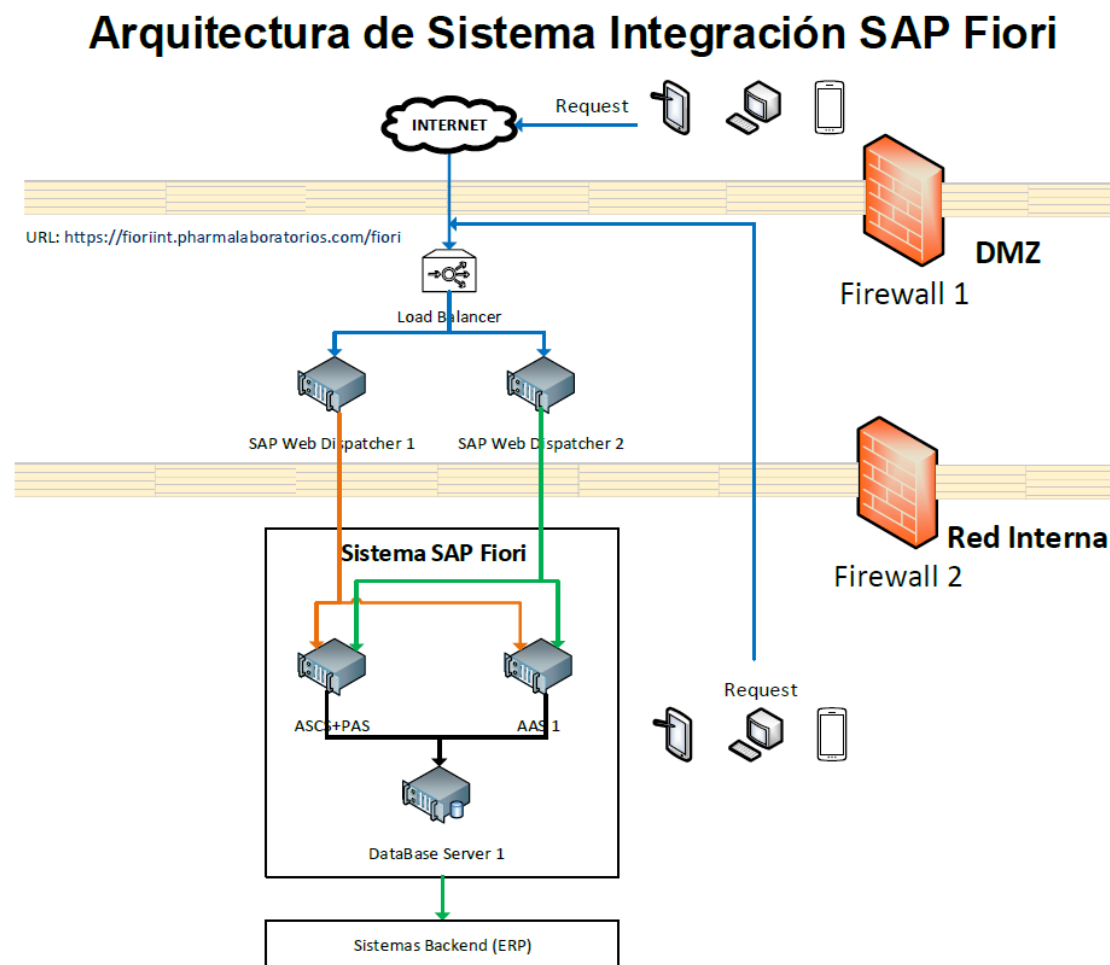 Arquitectura de Sistema Integración SAP Fiori
Request
INTERNET
URL: https://fioriint.pharmalaboratorios.com/fiori
DMZ
Firewall 1
Load Balancer
SAP Web Dispatcher 1
SAP Web Dispatcher 2
Red Interna
Firewall 2
Sistema SAP Fiori
Request
ASCS+PAS
AAS 1
DataBase Server 1
Sistemas Backend (ERP)